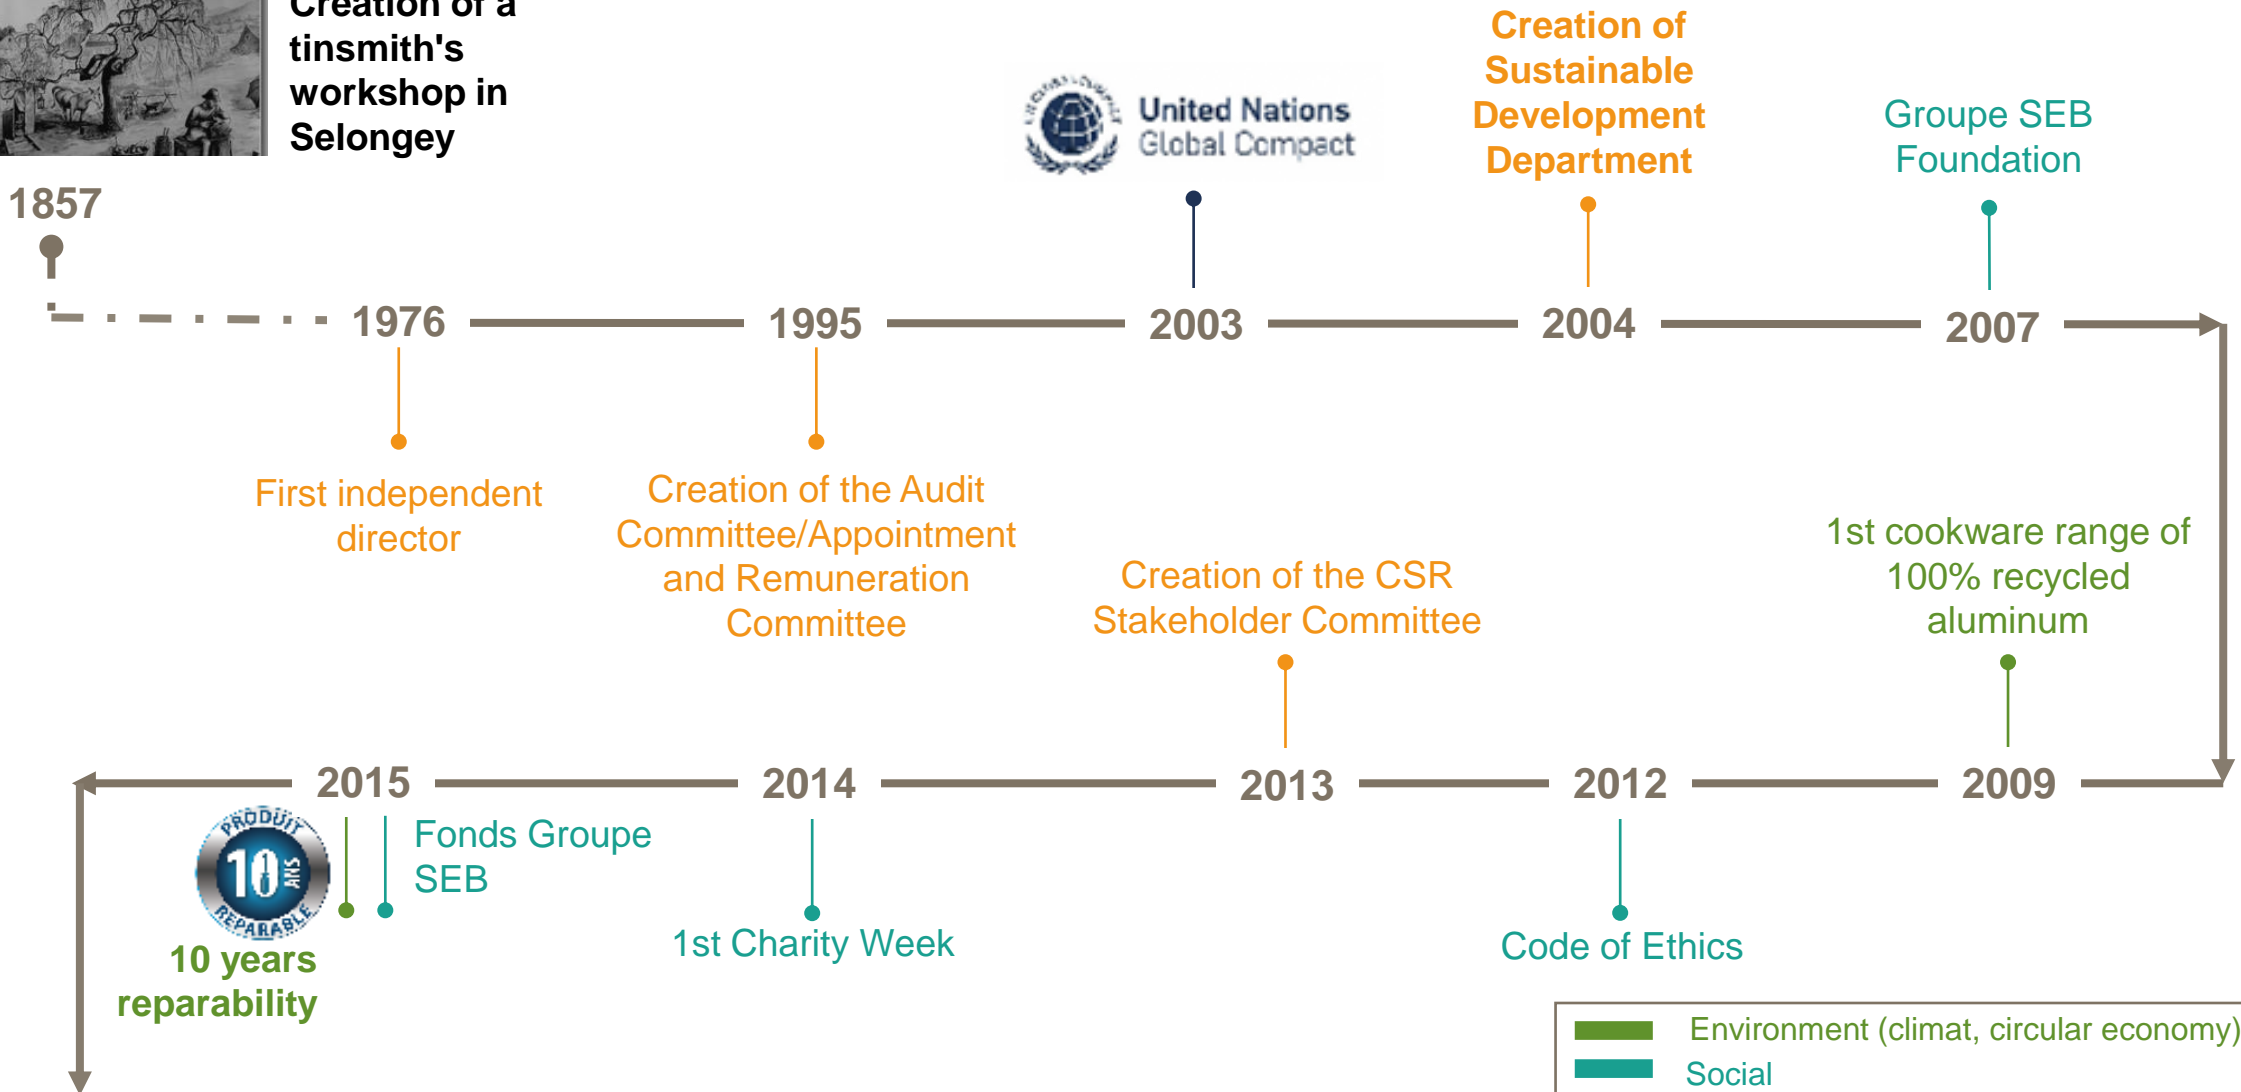 Creation of a
tinsmith's
workshop in
Selongey
1857
United Nations
Global Compact
Creation of
Sustainable
Development
Department
Groupe SEB
Foundation
1976
1995
2003
2004
2007
First independent
director
Creation of the Audit
Committee/Appointment
and Remuneration
Committee
Creation of the CSR
Stakeholder Committee
1st cookware range of
100% recycled
aluminum
2015
2014
2013
2012
2009
PRODUIT
10 ANS
REPARABLE
10 years
reparability
Fonds Groupe
SEB
1st Charity Week
Code of Ethics
Environment (climat, circular economy)
Social